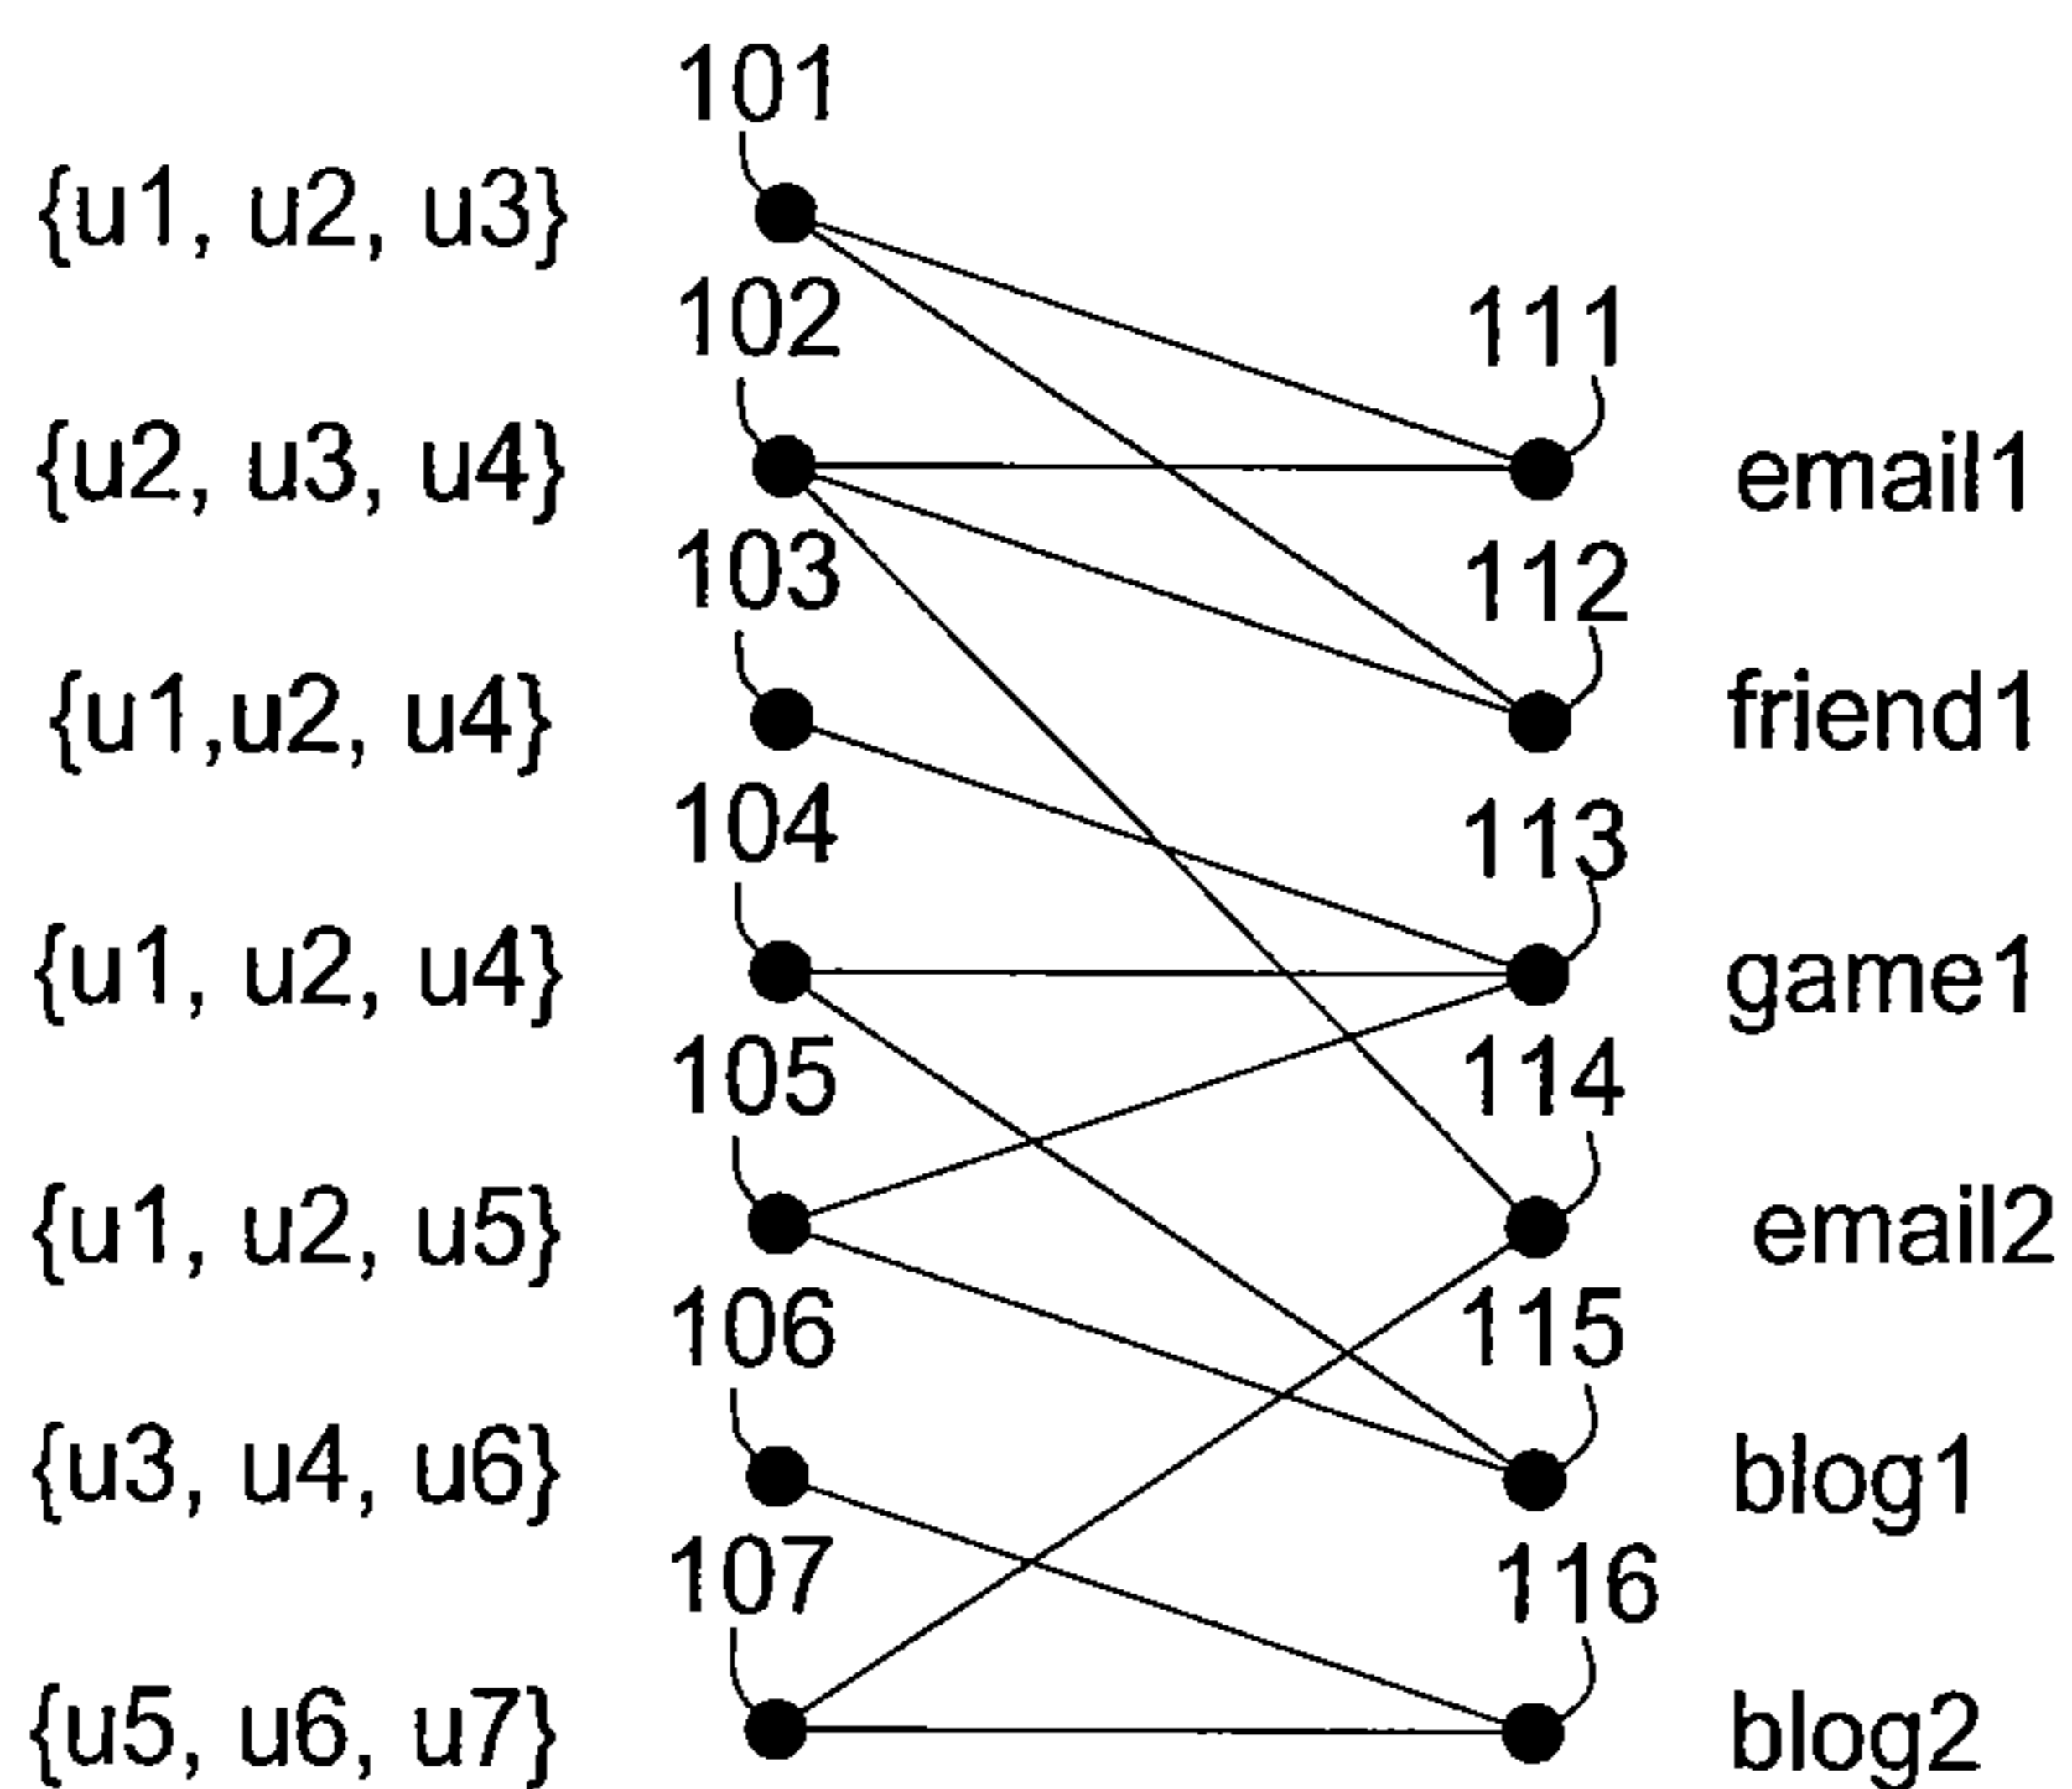 101
{u1, u2, u3}
102
111
{u2, u3, u4}
email1
103
112
{u1,u2, u4}
friend1
104
113
{u1, u2, u4}
game1
105
114
{u1, u2, u5}
email2
106
115
{u3, u4, u6}
blog1
107
116
{u5, u6, u7}
blog2